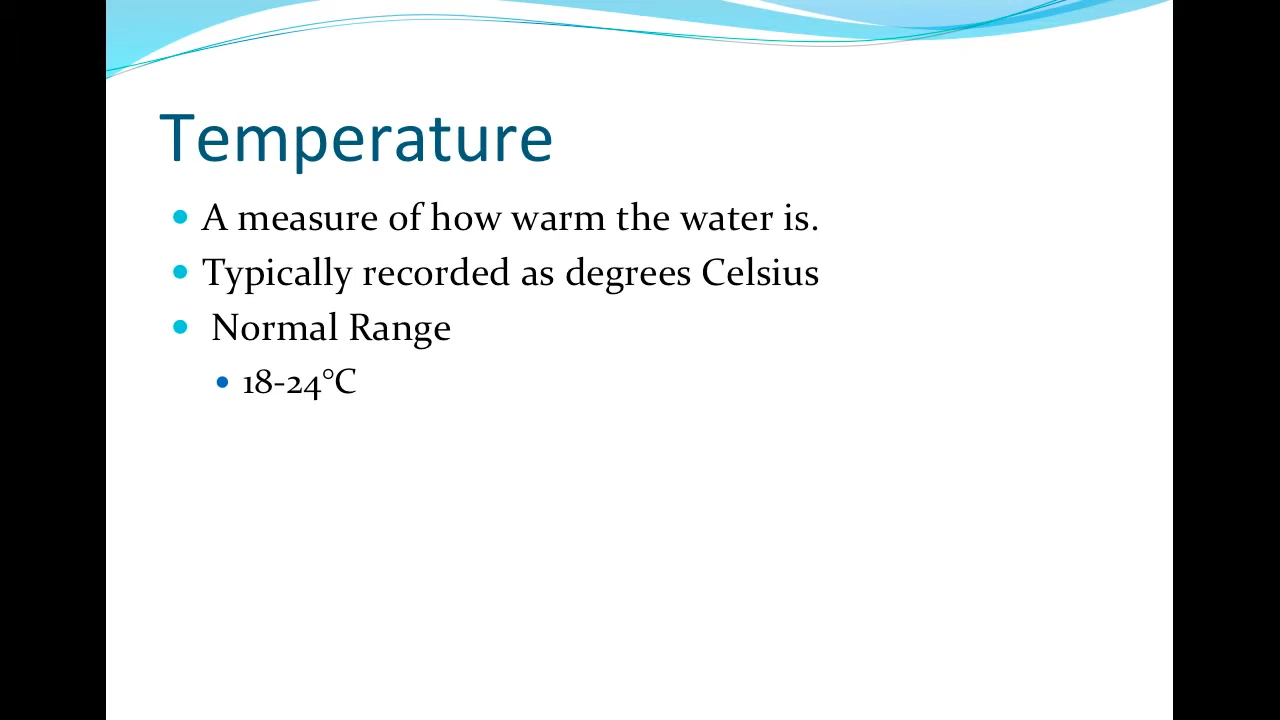 Temperature
A measure of how warm the water is.
Typically recorded as degrees Celsius
Normal Range
18-24°C